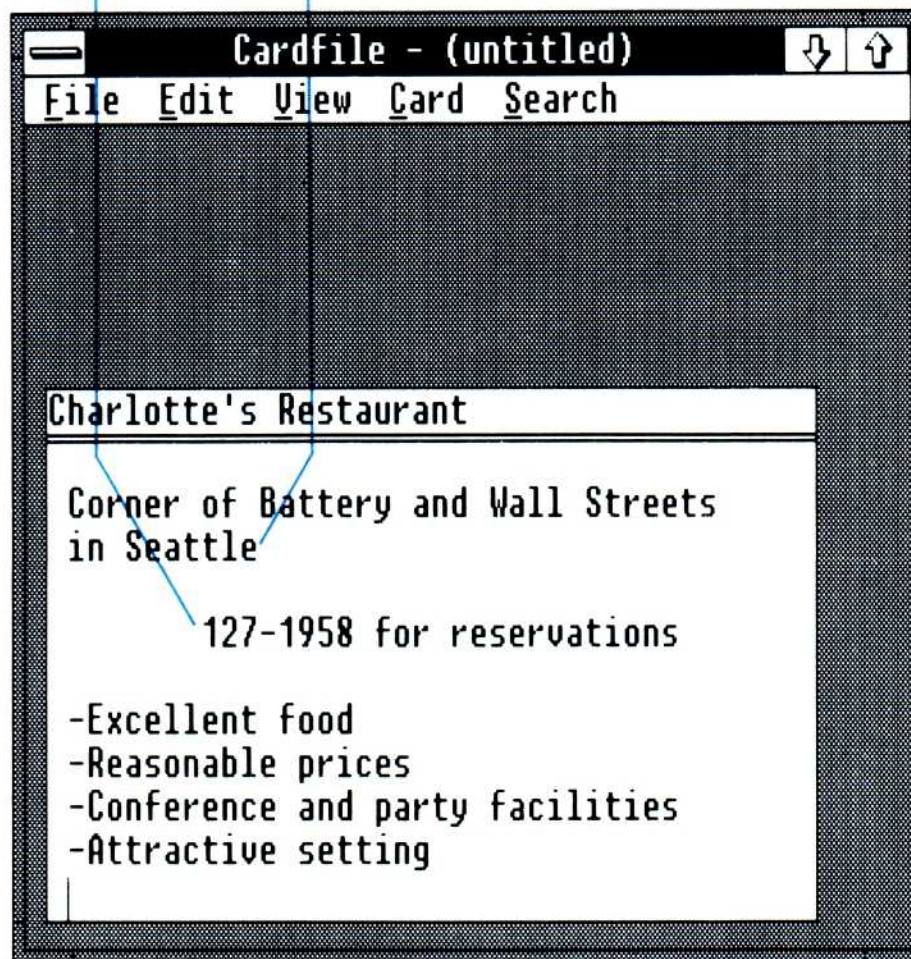 Cardfile - (untitled)
File Edit View Card Search
Charlotte's Restaurant
Corner of Battery and Wall Streets
in Seattle
127-1958 for reservations
-Excellent food
-Reasonable prices
-Conference and party facilities
-Attractive setting